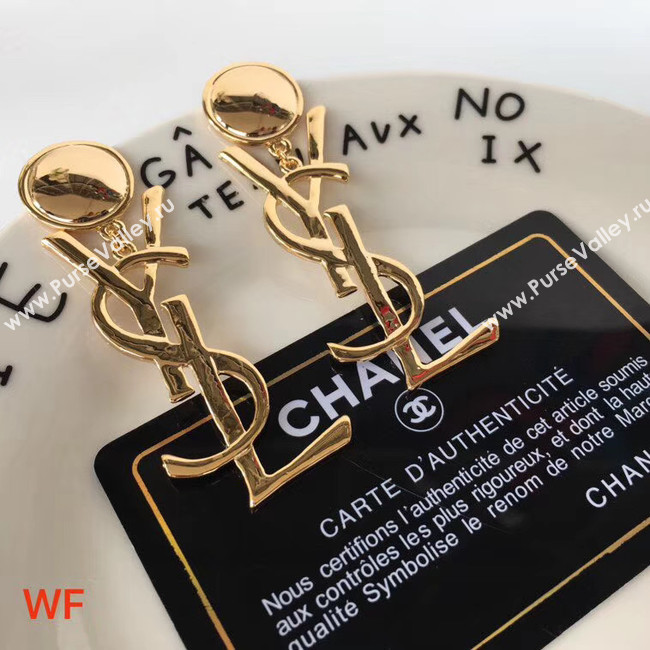 GÂ AUX NO
TE IX
E
YSL
YSL
CHANEL
CARTE D'AUTHENTICITÉ
Nous certifions l'authenticité de cet article soumis
aux contrôles les plus rigoureux, et dont la haute
qualité Symbolise le renom de notre
CHAN
WF
www.PurseValley.ru
www.PurseValley.ru